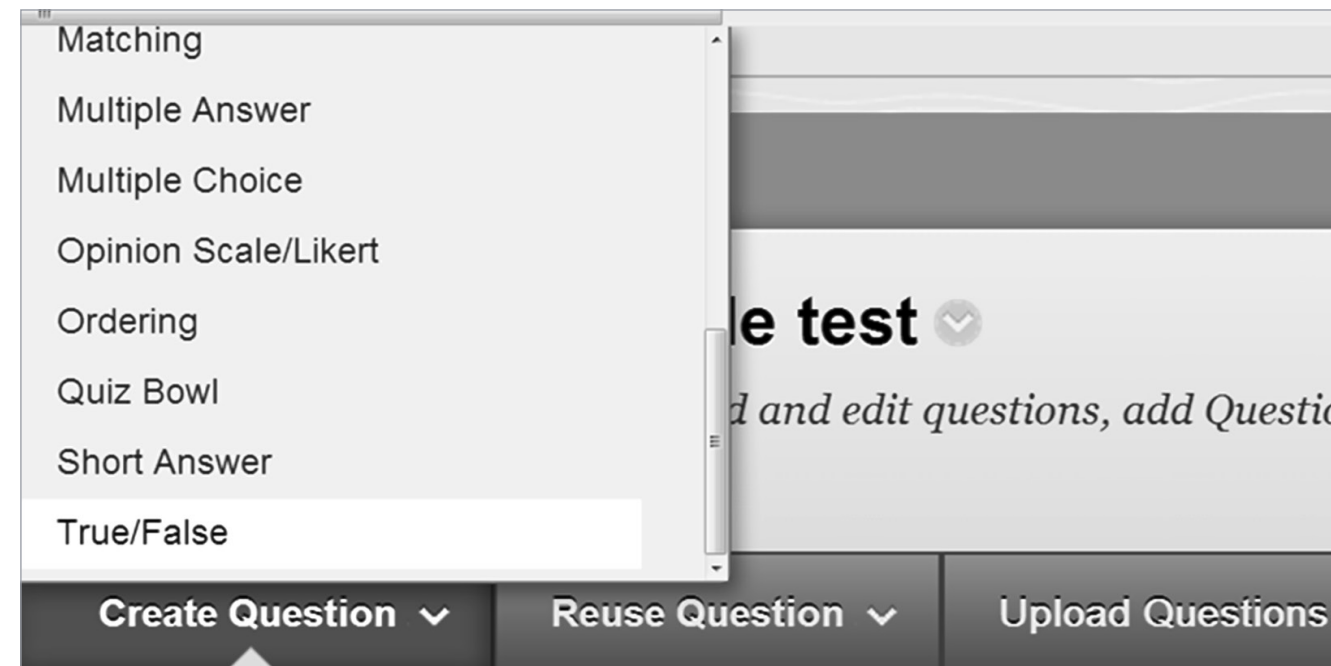 Matching
Multiple Answer
Multiple Choice
Opinion Scale/Likert
Ordering
Quiz Bowl
Short Answer
True/False
le test
d and edit questions, add Questio
Create Question
Reuse Question
Upload Questions